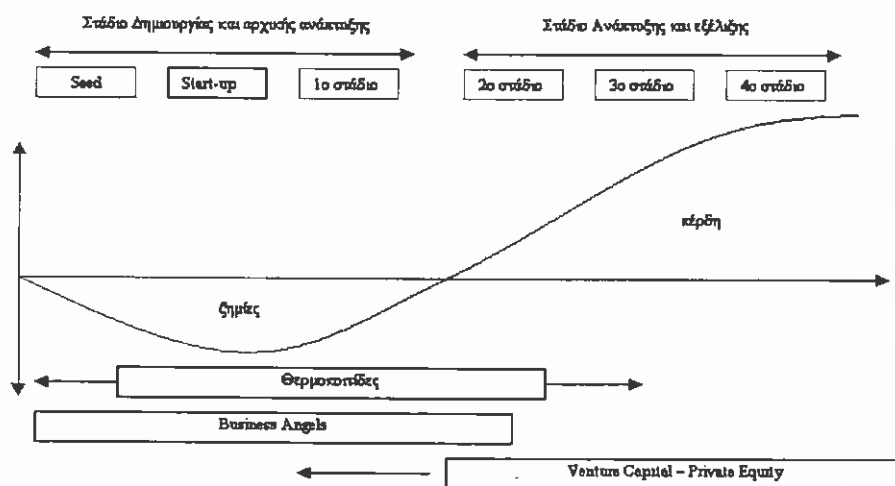 Στάδιο Δημιουργίας και αρχικής ανάπτυξης
Στάδιο Ανάπτυξης και εξέλιξης
Seed
Start-up
1ο στάδιο
2ο στάδιο
3ο στάδιο
4ο στάδιο
κέρδη
ζημίες
Θερμοκοιτίδες
Business Angels
Venture Capital – Private Equity